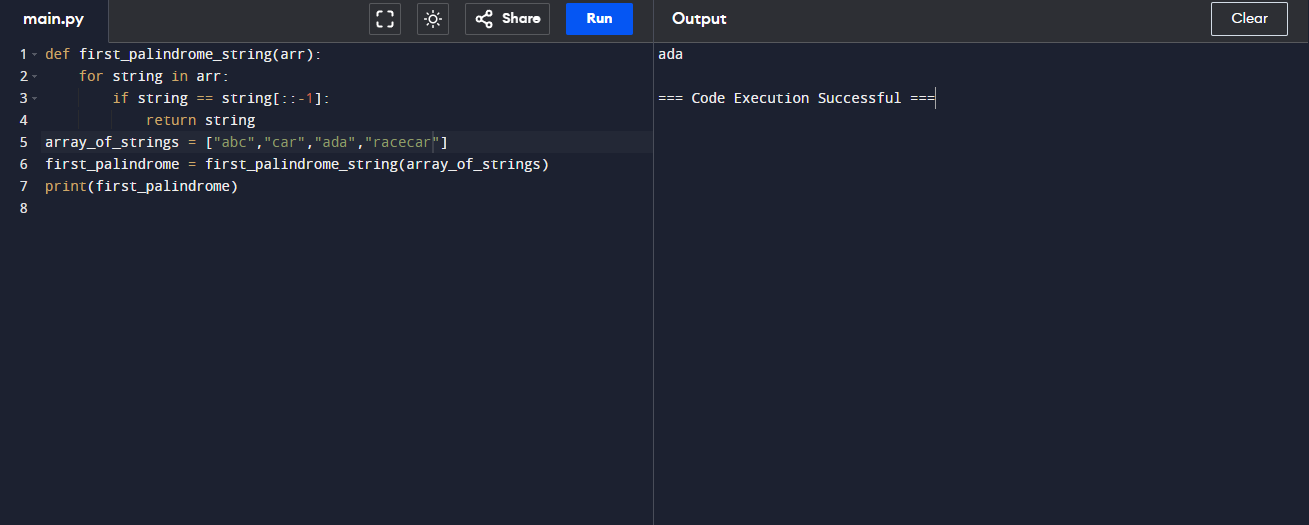 main.py Share Run Output Clear
1 def first_palindrome_string(arr):
2     for string in arr:
3         if string == string[::-1]:
4             return string
5 array_of_strings = ["abc","car","ada","racecar"]
6 first_palindrome = first_palindrome_string(array_of_strings)
7 print(first_palindrome)
8
ada
=== Code Execution Successful ===